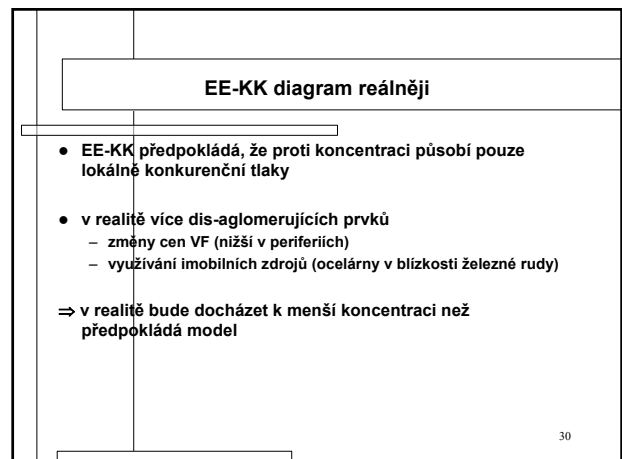 EE-KK diagram reálněji
● EE-KK předpokládá, že proti koncentraci působí pouze
lokálně konkurenční tlaky
● v realitě více dis-aglomerujících prvků
– změny cen VF (nižší v periferiích)
– využívání imobilních zdrojů (ocelárny v blízkosti železné rudy)
⇒ v realitě bude docházet k menší koncentraci než
předpokládá model
30